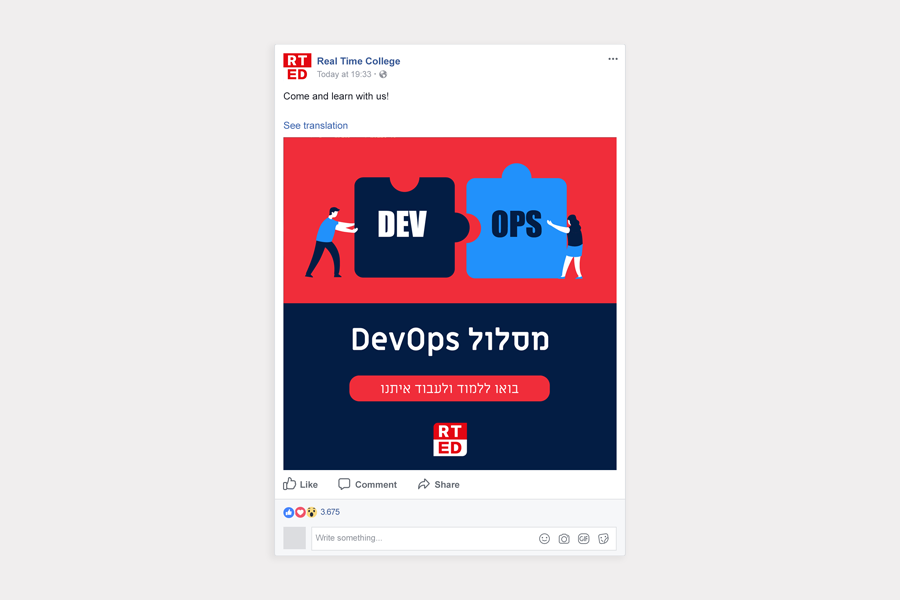 RT
ED
Real Time College
Today at 19:33 ·
Come and learn with us!
See translation
DEV
OPS
מסלול DevOps
בואו ללמוד ולעבוד איתנו
RT
ED
Like
Comment
Share
3.675
Write something...
GIF